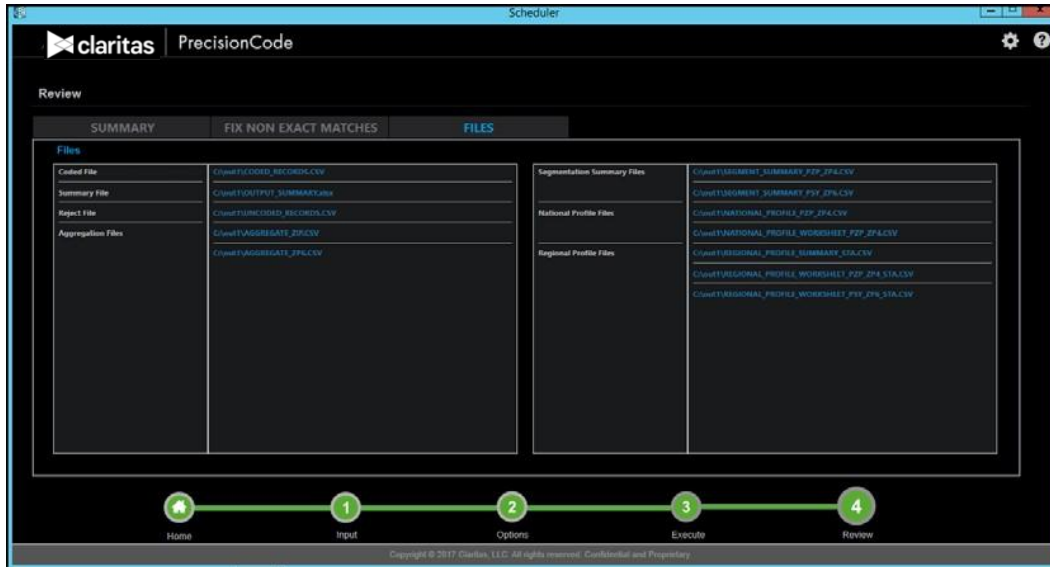 Scheduler
claritas PrecisionCode
Review
SUMMARY FIX NON EXACT MATCHES FILES
Files
Coded File C:\out1\CODED_RECORDS.CSV
Summary File C:\out1\OUTPUT_SUMMARY.xlsx
Reject File C:\out1\UNCODED_RECORDS.CSV
Aggregation Files C:\out1\AGGREGATE_ZIP.CSV
C:\out1\AGGREGATE_ZP6.CSV
Segmentation Summary Files C:\out1\SEGMENT_SUMMARY_PZP_ZP4.CSV
C:\out1\SEGMENT_SUMMARY_PSY_ZP6.CSV
National Profile Files C:\out1\NATIONAL_PROFILE_PZP_ZP4.CSV
C:\out1\NATIONAL_PROFILE_WORKSHEET_PZP_ZP4.CSV
Regional Profile Files C:\out1\REGIONAL_PROFILE_SUMMARY_STA.CSV
C:\out1\REGIONAL_PROFILE_WORKSHEET_PZP_ZP4_STA.CSV
C:\out1\REGIONAL_PROFILE_WORKSHEET_PSY_ZP6_STA.CSV
1 2 3 4
Home Input Options Execute Review
Copyright © 2017 Claritas, LLC. All rights reserved. Confidential and Proprietary